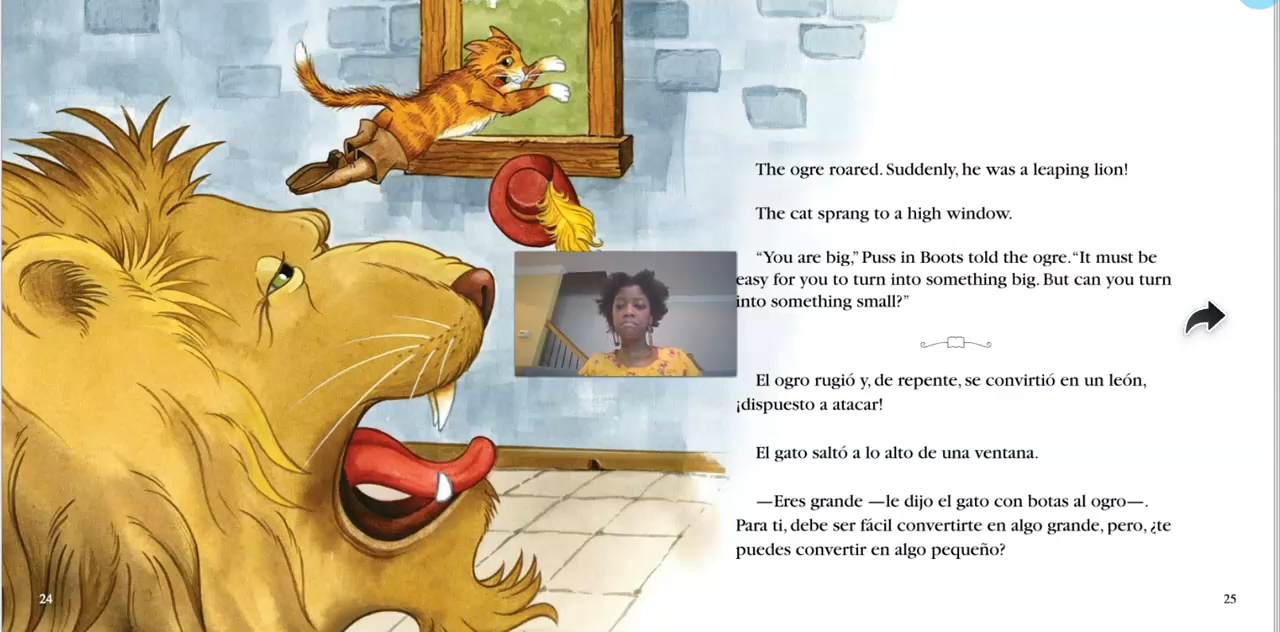 The ogre roared. Suddenly, he was a leaping lion!
The cat sprang to a high window.
“You are big,” Puss in Boots told the ogre. “It must be
easy for you to turn into something big. But can you turn
into something small?”
El ogro rugió y, de repente, se convirtió en un león,
¡dispuesto a atacar!
El gato saltó a lo alto de una ventana.
—Eres grande —le dijo el gato con botas al ogro—.
Para ti, debe ser fácil convertirte en algo grande, pero, ¿te
puedes convertir en algo pequeño?
24
25